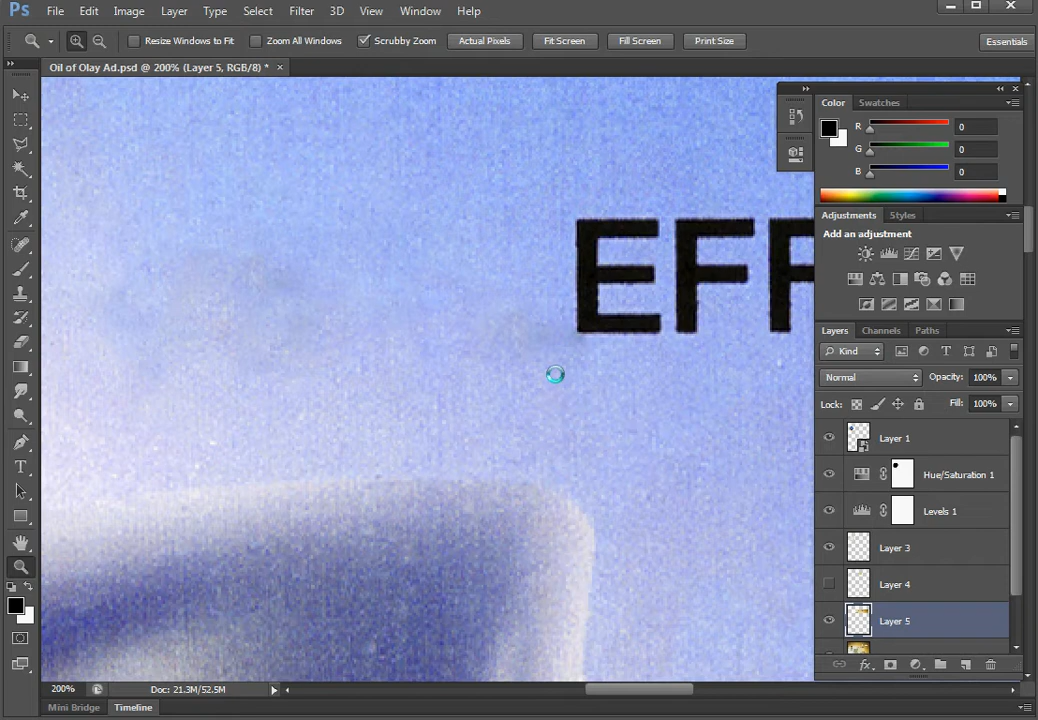 Ps File Edit Image Layer Type Select Filter 3D View Window Help
Resize Windows to Fit Zoom All Windows Scrubby Zoom Actual Pixels Fit Screen Fill Screen Print Size Essentials
Oil of Olay Ad.psd @ 200% (Layer 5, RGB/8) * ×
Color Swatches
R 0
G 0
B 0
Adjustments Styles
Add an adjustment
EFF
Layers Channels Paths
Kind
Normal Opacity: 100%
Lock: Fill: 100%
Layer 1
Hue/Saturation 1
Levels 1
Layer 3
Layer 4
Layer 5
fx
200% Doc: 21.3M/52.5M
Mini Bridge Timeline